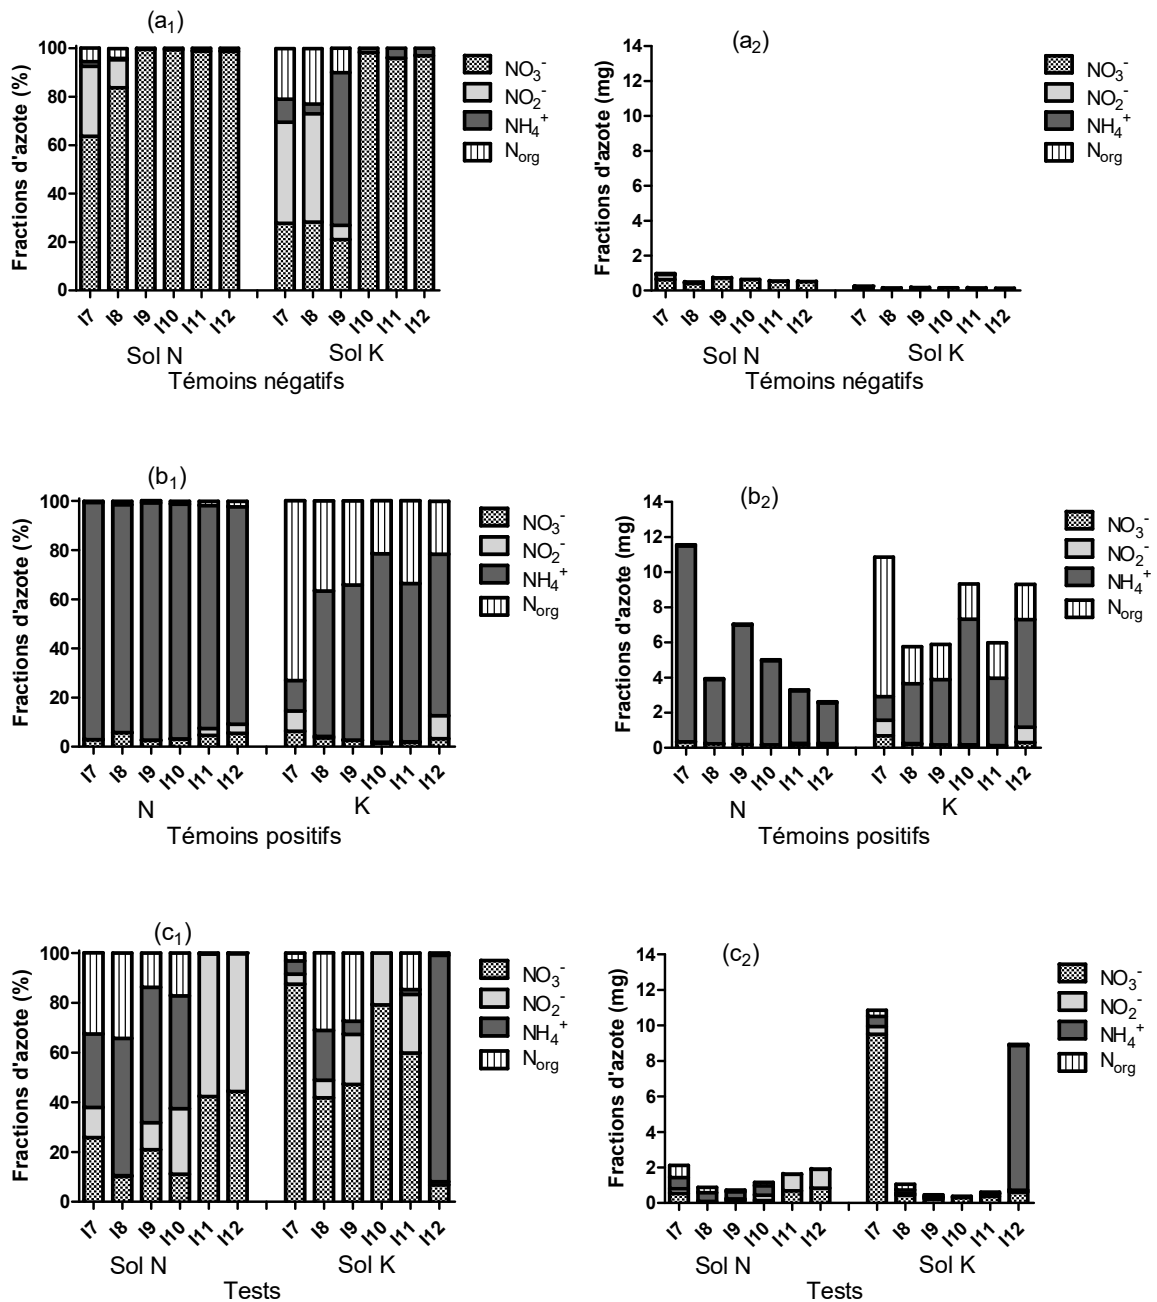 (a₁)
Fractions d'azote (%)
100
80
60
40
20
0
I7 I8 I9 I10 I11 I12 I7 I8 I9 I10 I11 I12
Sol N Sol K
Témoins négatifs
NO₃⁻
NO₂⁻
NH₄⁺
Norg
(a₂)
Fractions d'azote (mg)
14
12
10
8
6
4
2
0
I7 I8 I9 I10 I11 I12 I7 I8 I9 I10 I11 I12
Sol N Sol K
Témoins négatifs
NO₃⁻
NO₂⁻
NH₄⁺
Norg
(b₁)
Fractions d'azote (%)
100
80
60
40
20
0
I7 I8 I9 I10 I11 I12 I7 I8 I9 I10 I11 I12
N K
Témoins positifs
NO₃⁻
NO₂⁻
NH₄⁺
Norg
(b₂)
Fractions d'azote (mg)
14
12
10
8
6
4
2
0
I7 I8 I9 I10 I11 I12 I7 I8 I9 I10 I11 I12
N K
Témoins positifs
NO₃⁻
NO₂⁻
NH₄⁺
Norg
(c₁)
Fractions d'azote (%)
100
80
60
40
20
0
I7 I8 I9 I10 I11 I12 I7 I8 I9 I10 I11 I12
Sol N Sol K
Tests
NO₃⁻
NO₂⁻
NH₄⁺
Norg
(c₂)
Fractions d'azote (mg)
14
12
10
8
6
4
2
0
I7 I8 I9 I10 I11 I12 I7 I8 I9 I10 I11 I12
Sol N Sol K
Tests
NO₃⁻
NO₂⁻
NH₄⁺
Norg